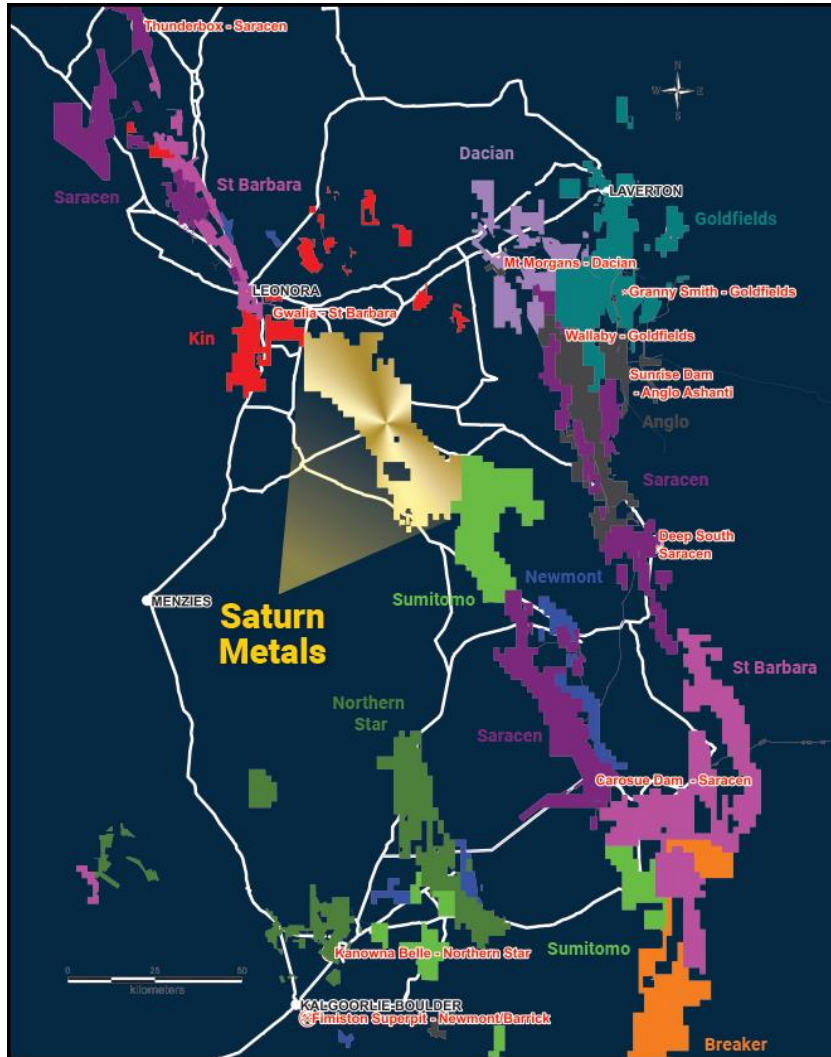 Thunderbox - Saracen
N
W E
S
Dacian
St Barbara
Saracen
LAVERTON
Goldfields
Mt Morgans - Dacian
LEONORA
Granny Smith - Goldfields
Gwalia - St Barbara
Kin
Wallaby - Goldfields
Sunrise Dam
- Anglo Ashanti
Anglo
Saracen
Deep South
Saracen
Newmont
Sumitomo
MENZIES
Saturn
Metals
St Barbara
Northern
Star
Saracen
Carosue Dam - Saracen
Sumitomo
Kanowna Belle - Northern Star
0 25 50
kilometers
KALGOORLIE-BOULDER
Fimiston Superpit - Newmont/Barrick
Breaker